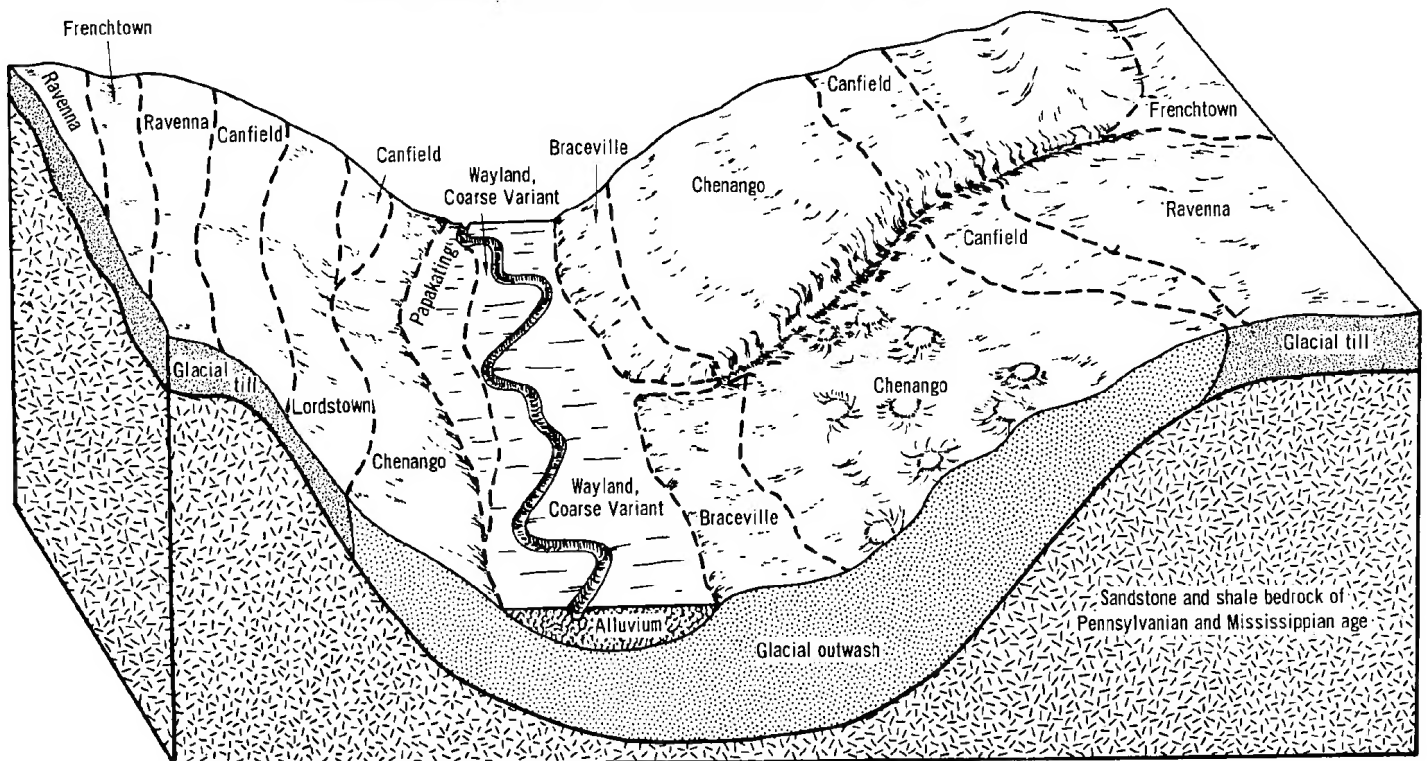 Frenchtown
Ravenna
Ravenna
Canfield
Canfield
Wayland,
Coarse Variant
Braceville
Canfield
Chenango
Frenchtown
Ravenna
Canfield
Papakating
Glacial till
Glacial till
Lordstown
Chenango
Chenango
Wayland,
Coarse Variant
Braceville
Alluvium
Glacial outwash
Sandstone and shale bedrock of
Pennsylvanian and Mississippian age